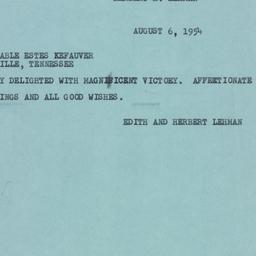 AUGUST 6, 1954
ABLE ESTES KEFAUVER
ILLE, TENNESSEE
Y DELIGHTED WITH MAGNIFICENT VICTOEY. AFFECTIONATE
INGS AND ALL GOOD WISHES.
EDITH AND HERBERT LEHMAN